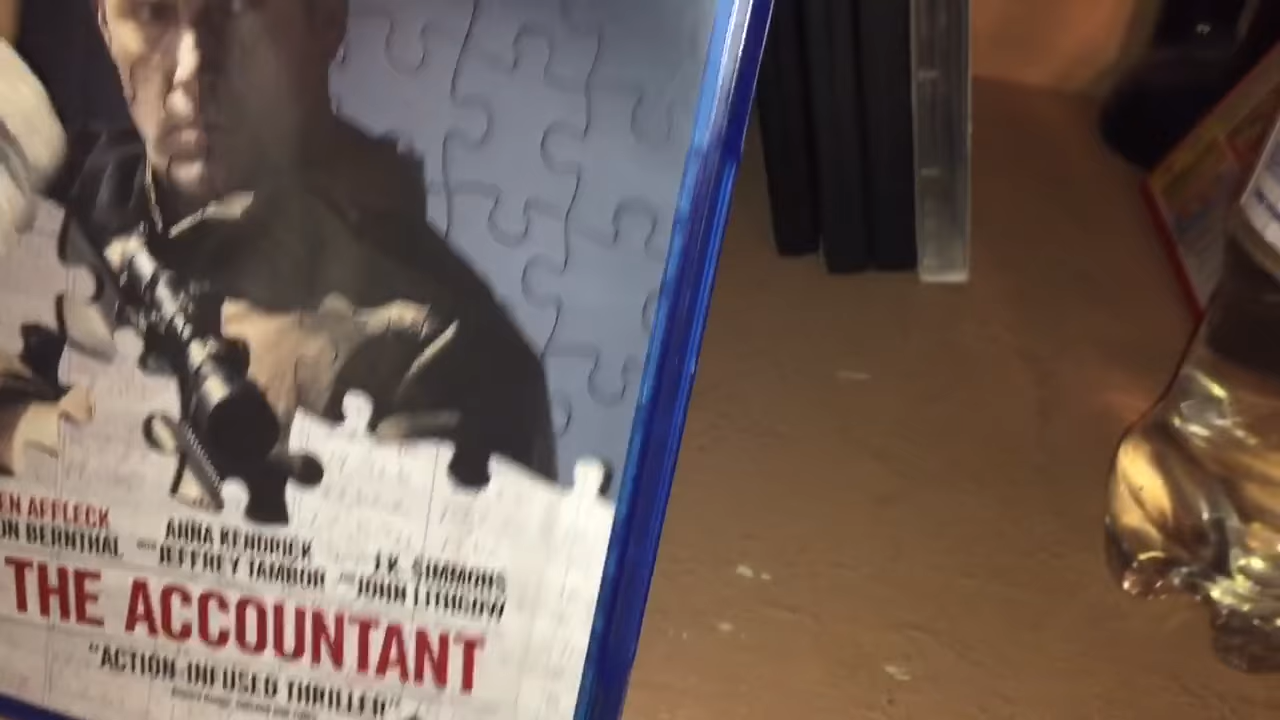 EN AFFLECK
ANNA KENDRICK
J.K. SIMMONS
ON BERNTHAL
JEFFREY TAMBOR
JOHN LITHGOW
THE ACCOUNTANT
"ACTION-INFUSED THRILLER"